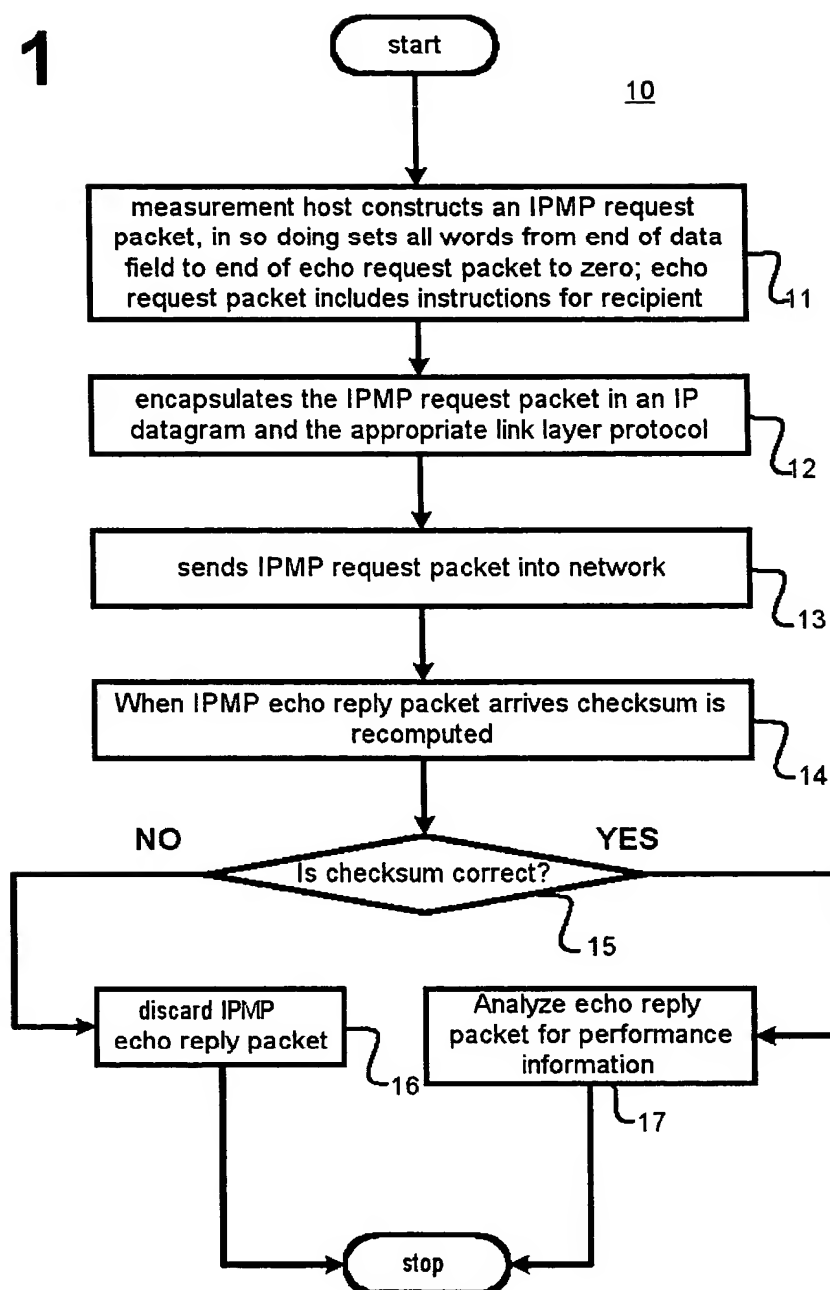 1
start
10
measurement host constructs an IPMP request
packet, in so doing sets all words from end of data
field to end of echo request packet to zero; echo
request packet includes instructions for recipient
11
encapsulates the IPMP request packet in an IP
datagram and the appropriate link layer protocol
12
sends IPMP request packet into network
13
When IPMP echo reply packet arrives checksum is
recomputed
14
NO
YES
Is checksum correct?
15
discard IPMP
echo reply packet
16
Analyze echo reply
packet for performance
information
17
stop